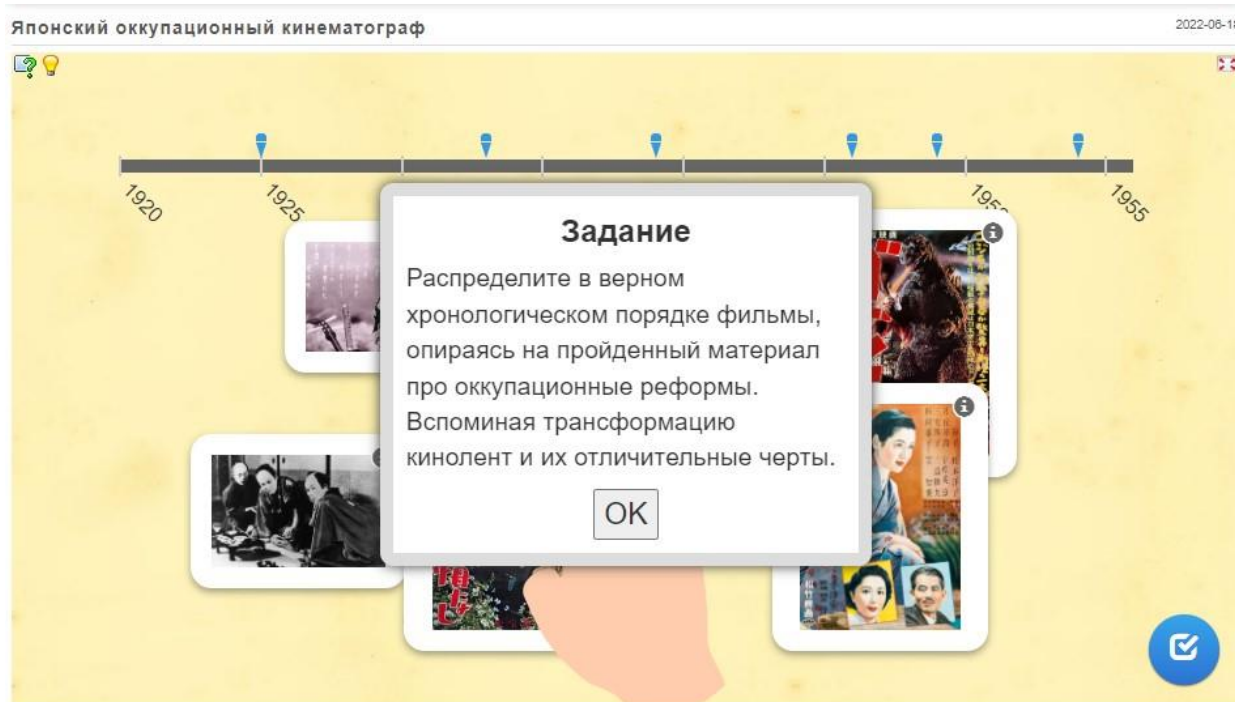 Японский оккупационный кинематограф
2022-06-18
1920
1925
1955
Задание
Распределите в верном
хронологическом порядке фильмы,
опираясь на пройденный материал
про оккупационные реформы.
Вспоминая трансформацию
кинолент и их отличительные черты.
OK